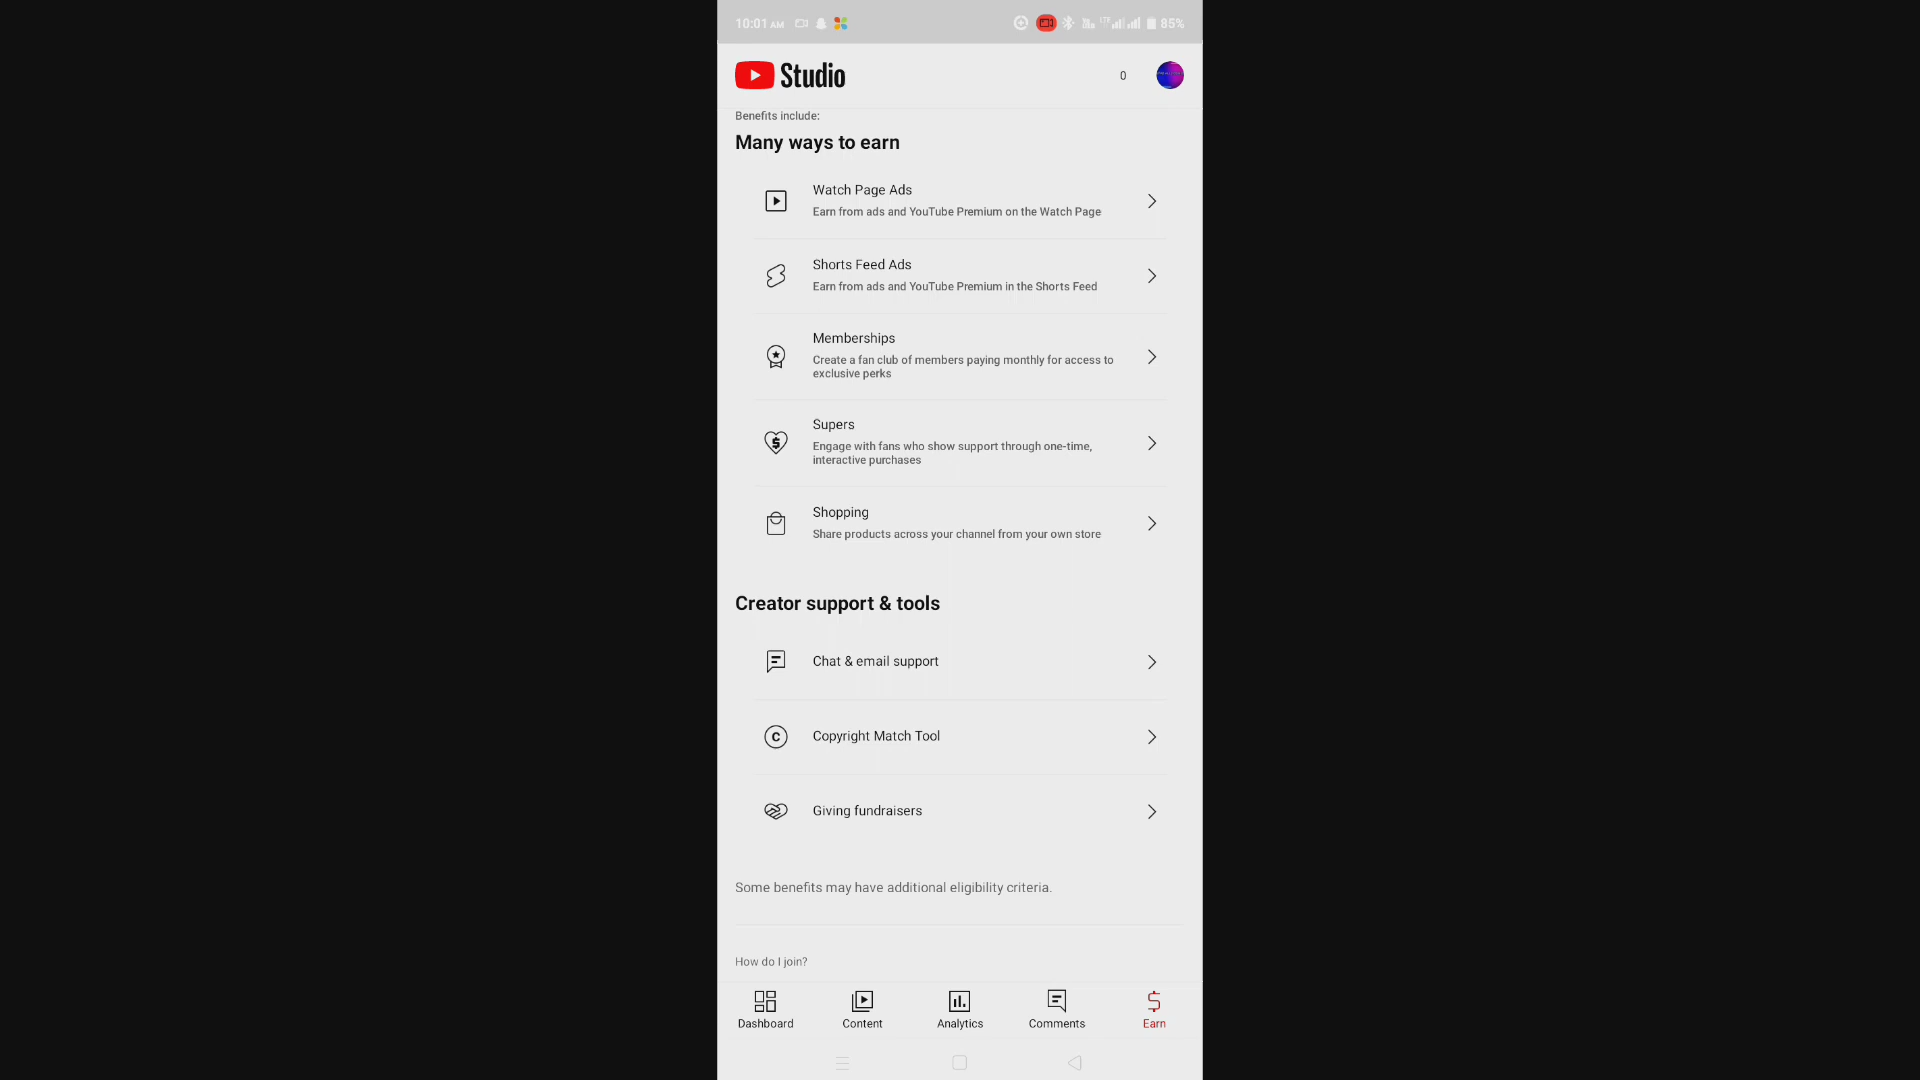 10:01 AM
85%
Studio
0
Benefits include:
Many ways to earn
Watch Page Ads
Earn from ads and YouTube Premium on the Watch Page
Shorts Feed Ads
Earn from ads and YouTube Premium in the Shorts Feed
Memberships
Create a fan club of members paying monthly for access to
exclusive perks
Supers
Engage with fans who show support through one-time,
interactive purchases
Shopping
Share products across your channel from your own store
Creator support & tools
Chat & email support
Copyright Match Tool
Giving fundraisers
Some benefits may have additional eligibility criteria.
How do I join?
Dashboard
Content
Analytics
Comments
Earn